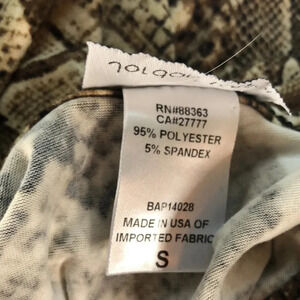 RN#88363
CA#27777
95% POLYESTER
5% SPANDEX
BAP14028
MADE IN USA OF
IMPORTED FABRIC
S